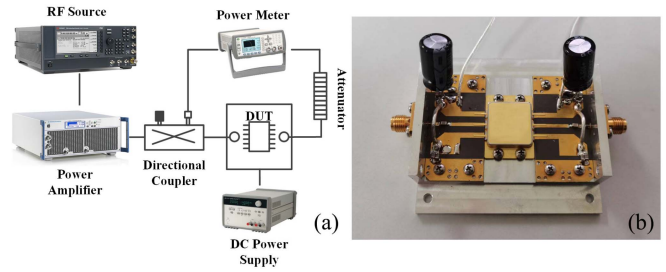 RF Source
Power Meter
Attenuator
DUT
Power
Amplifier
Directional
Coupler
DC Power
Supply
(a)
(b)